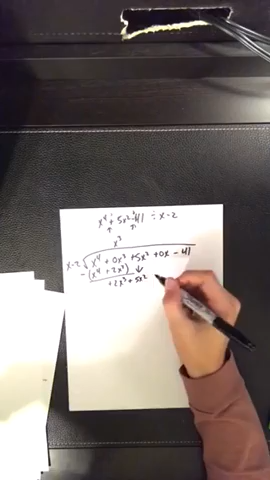 x⁴ + 5x² - 41 ÷ x-2
x³
x-2 √ x⁴ + 0x³ + 5x² + 0x - 41
-(x⁴ + 2x³) ↓
+2x³ + 5x²